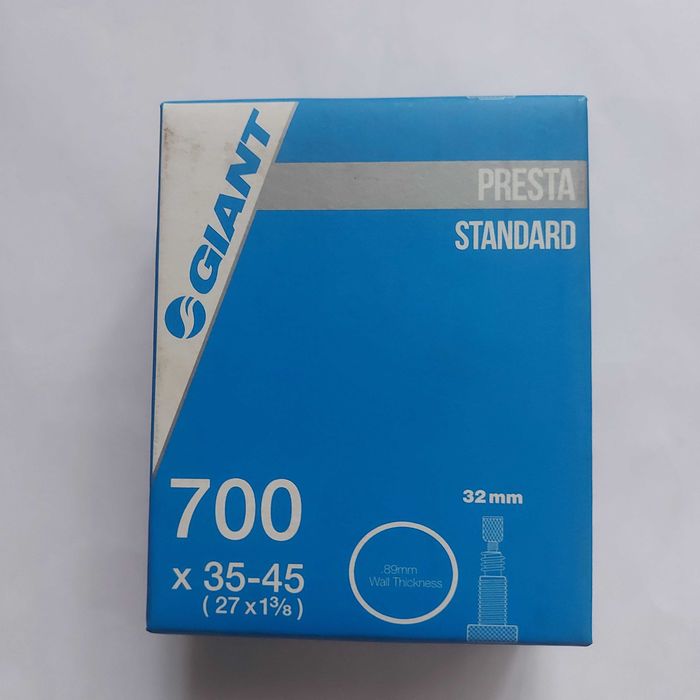 GIANT
PRESTA
STANDARD
700
x 35-45
( 27 x 1⅜ )
32mm
.89mm
Wall Thickness